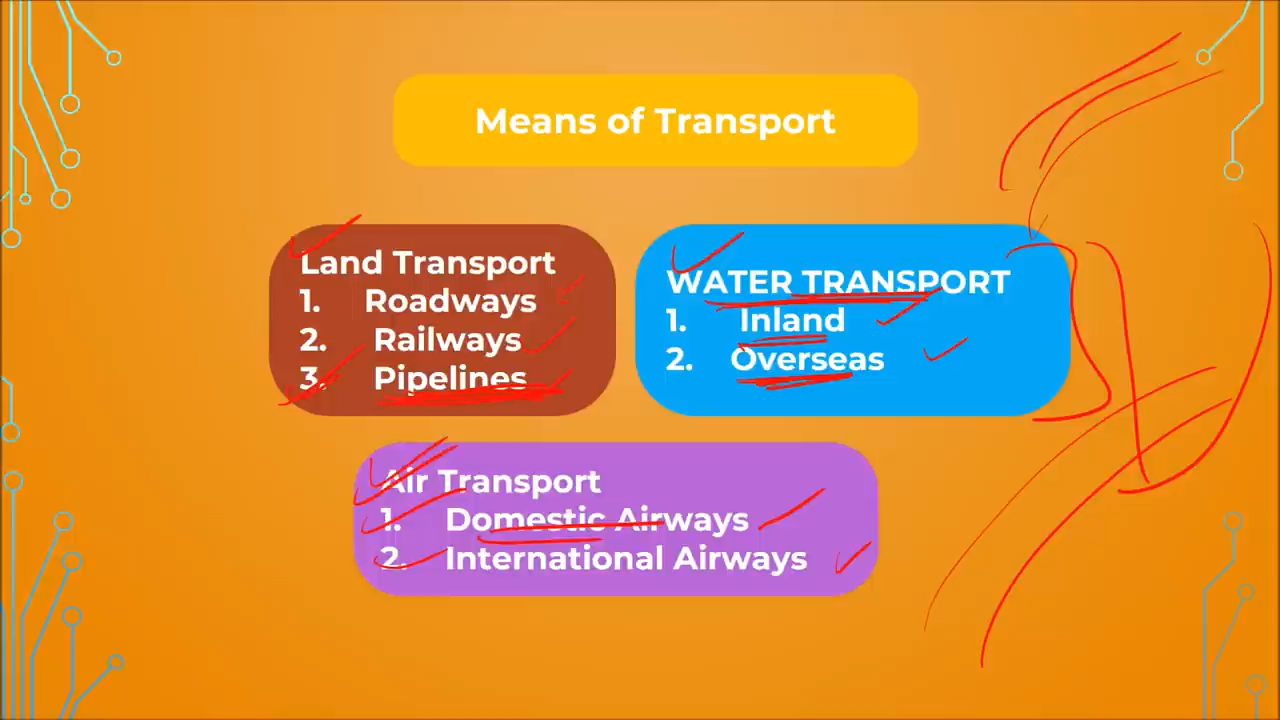 Means of Transport
Land Transport
1. Roadways
2. Railways
3. Pipelines
WATER TRANSPORT
1. Inland
2. Overseas
Air Transport
1. Domestic Airways
2. International Airways